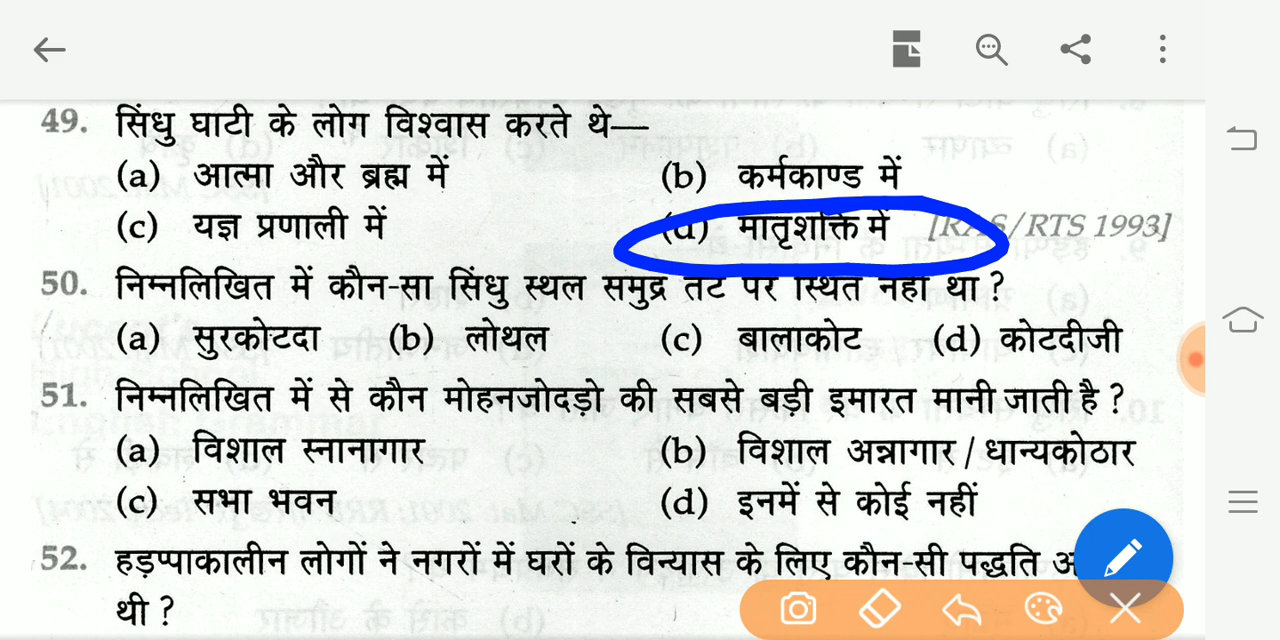 49. सिंधु घाटी के लोग विश्वास करते थे—
(a) आत्मा और ब्रह्म में (b) कर्मकाण्ड में
(c) यज्ञ प्रणाली में (d) मातृशक्ति में [RAS/RTS 1993]
50. निम्नलिखित में कौन-सा सिंधु स्थल समुद्र तट पर स्थित नहीं था ?
(a) सुरकोटदा (b) लोथल (c) बालाकोट (d) कोटदीजी
51. निम्नलिखित में से कौन मोहनजोदड़ो की सबसे बड़ी इमारत मानी जाती है ?
(a) विशाल स्नानागार (b) विशाल अन्नागार / धान्यकोठार
(c) सभा भवन (d) इनमें से कोई नहीं
52. हड़प्पाकालीन लोगों ने नगरों में घरों के विन्यास के लिए कौन-सी पद्धति
थी ?